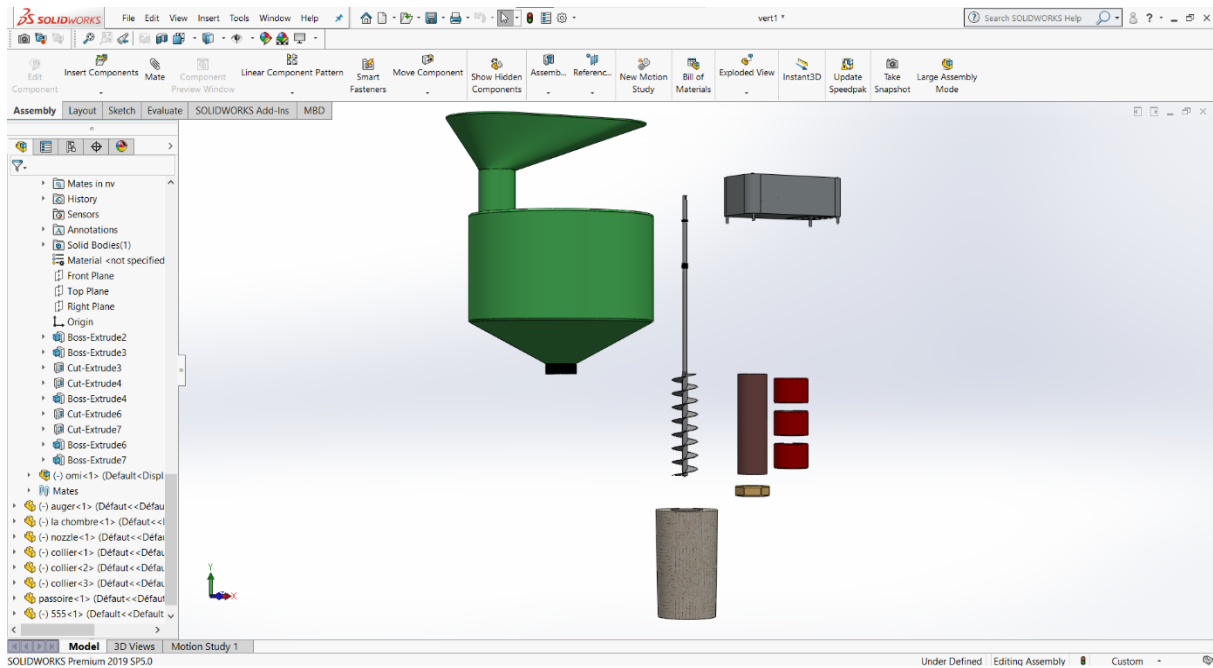 SOLIDWORKS File Edit View Insert Tools Window Help vert1 * Search SOLIDWORKS Help
Edit Component
Insert Components
Mate
Component Preview Window
Linear Component Pattern
Smart Fasteners
Move Component
Show Hidden Components
Assemb...
Referenc...
New Motion Study
Bill of Materials
Exploded View
Instant3D
Update Speedpak
Take Snapshot
Large Assembly Mode
Assembly Layout Sketch Evaluate SOLIDWORKS Add-Ins MBD
Mates in nv
History
Sensors
Annotations
Solid Bodies(1)
Material <not specified
Front Plane
Top Plane
Right Plane
Origin
Boss-Extrude2
Boss-Extrude3
Cut-Extrude3
Cut-Extrude4
Boss-Extrude4
Cut-Extrude6
Cut-Extrude7
Boss-Extrude6
Boss-Extrude7
(-) omi<1> (Default<Displ
Mates
(-) auger<1> (Défaut<<Défau
(-) la chombre<1> (Défaut<<
(-) nozzle<1> (Défaut<<Défau
(-) collier<1> (Défaut<<Défau
(-) collier<2> (Défaut<<Défau
(-) collier<3> (Défaut<<Défau
passoire<1> (Défaut<<Défaut
(-) 555<1> (Default<<Default
Y
X
Model 3D Views Motion Study 1
SOLIDWORKS Premium 2019 SP5.0 Under Defined Editing Assembly Custom